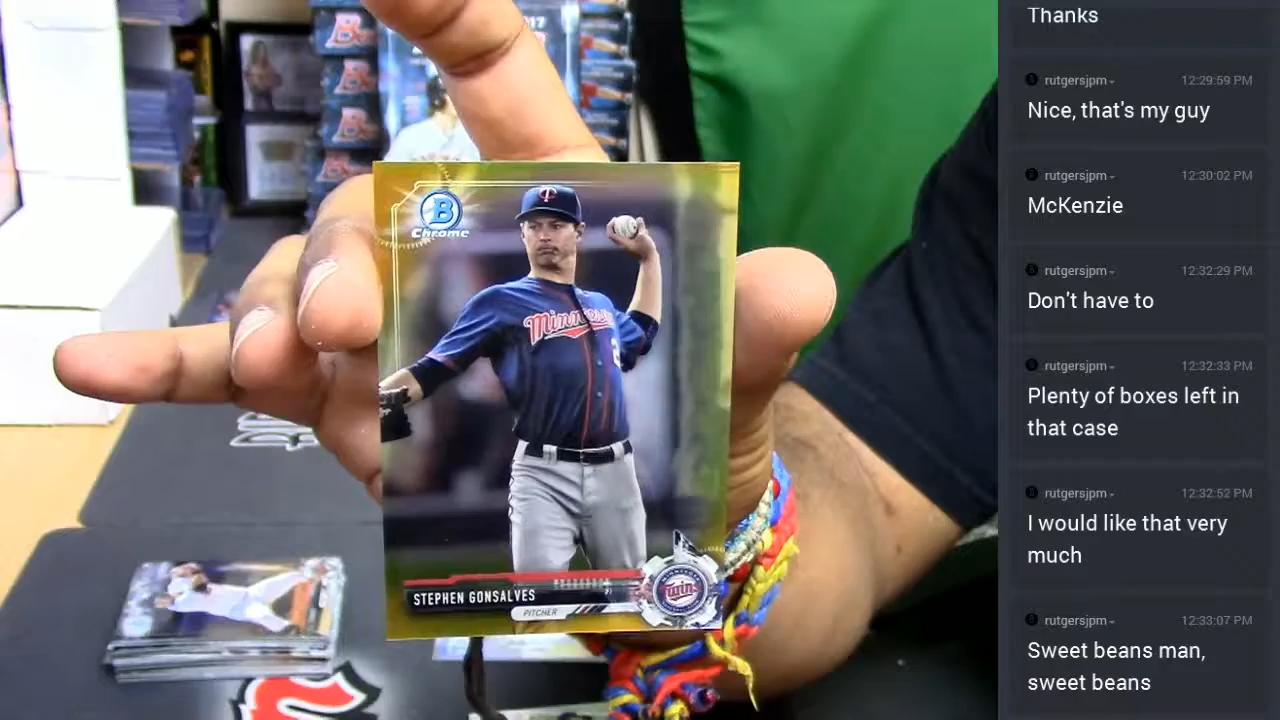 B
Chrome
T
Minnes
STEPHEN GONSALVES
PITCHER
Twins
17
Thanks
rutgersjpm
12:29:59 PM
Nice, that's my guy
rutgersjpm
12:30:02 PM
McKenzie
rutgersjpm
12:32:29 PM
Don't have to
rutgersjpm
12:32:33 PM
Plenty of boxes left in
that case
rutgersjpm
12:32:52 PM
I would like that very
much
rutgersjpm
12:33:07 PM
Sweet beans man,
sweet beans